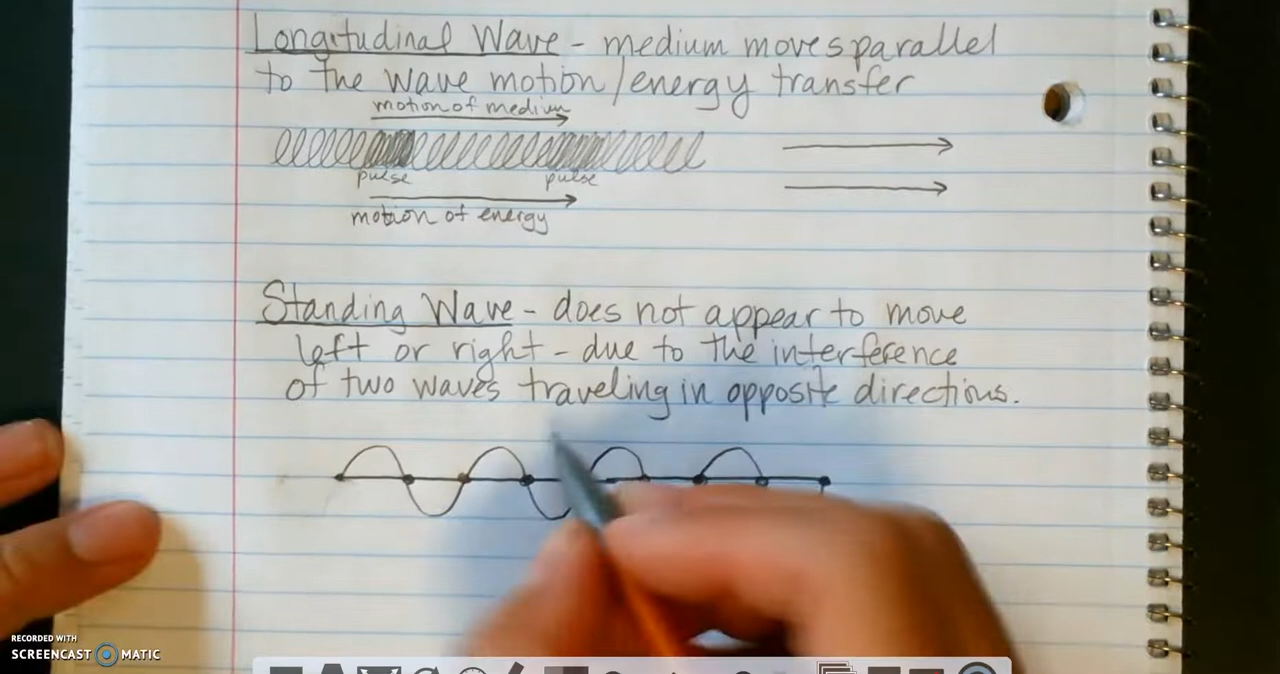 Longitudinal Wave - medium moves parallel
to the wave motion/energy transfer
motion of medium
pulse pulse
motion of energy
Standing Wave - does not appear to move
left or right - due to the interference
of two waves traveling in opposite directions.
RECORDED WITH
SCREENCAST MATIC